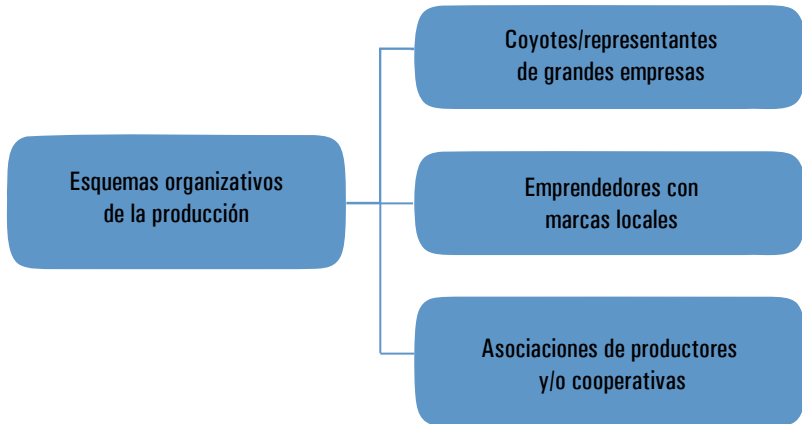 Coyotes/representantes
de grandes empresas
Esquemas organizativos
de la producción
Emprendedores con
marcas locales
Asociaciones de productores
y/o cooperativas